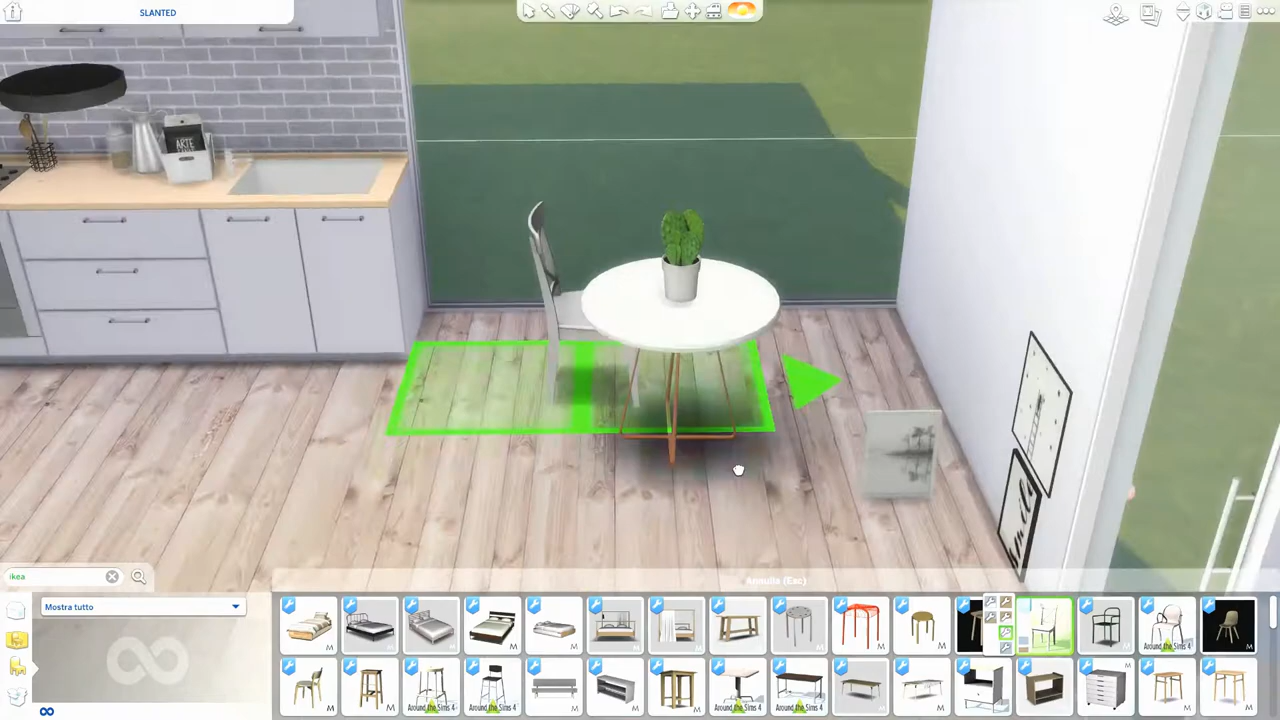 SLANTED
ARTE
Smile
Annulla (Esc)
ikea
Mostra tutto
M M M M M M M M M M M Around the Sims 4
M M Around the Sims 4 Around the Sims 4 M M M Around the Sims 4 Around the Sims 4 M M M M M M